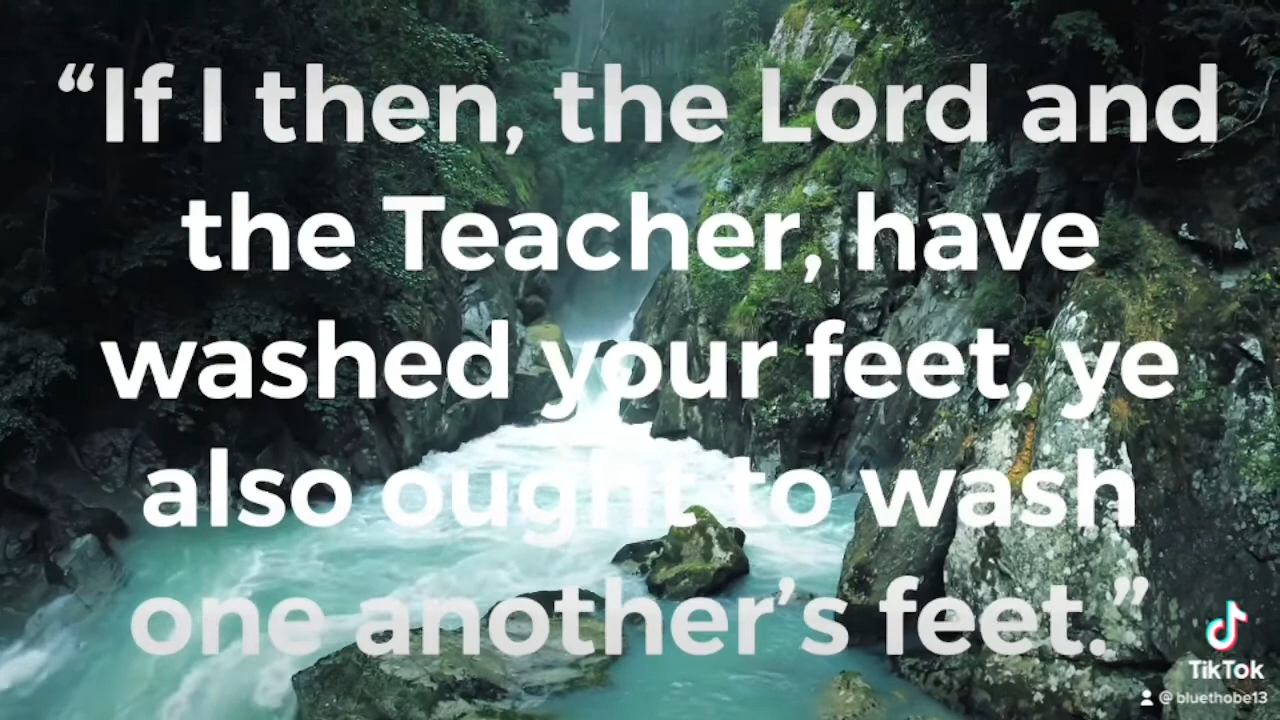 “If I then, the Lord and
the Teacher, have
washed your feet, ye
also ought to wash
one another’s feet.”
TikTok
@bluethobe13